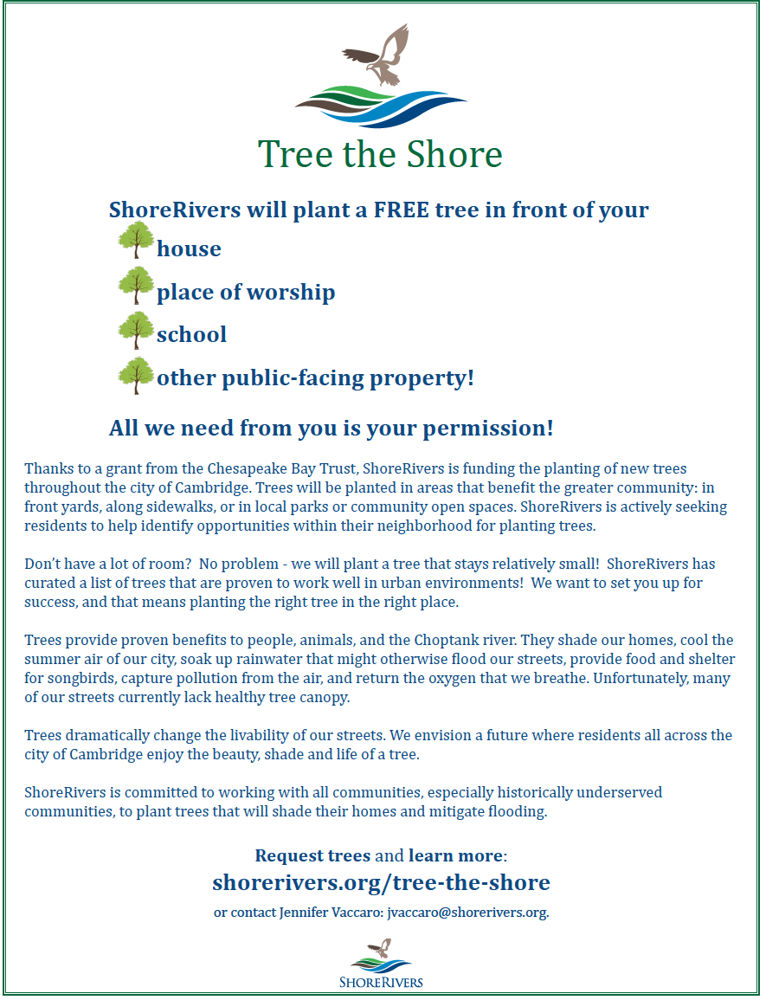 Tree the Shore
ShoreRivers will plant a FREE tree in front of your
house
place of worship
school
other public-facing property!
All we need from you is your permission!
Thanks to a grant from the Chesapeake Bay Trust, ShoreRivers is funding the planting of new trees
throughout the city of Cambridge. Trees will be planted in areas that benefit the greater community: in
front yards, along sidewalks, or in local parks or community open spaces. ShoreRivers is actively seeking
residents to help identify opportunities within their neighborhood for planting trees.
Don’t have a lot of room?  No problem - we will plant a tree that stays relatively small!  ShoreRivers has
curated a list of trees that are proven to work well in urban environments!  We want to set you up for
success, and that means planting the right tree in the right place.
Trees provide proven benefits to people, animals, and the Choptank river. They shade our homes, cool the
summer air of our city, soak up rainwater that might otherwise flood our streets, provide food and shelter
for songbirds, capture pollution from the air, and return the oxygen that we breathe. Unfortunately, many
of our streets currently lack healthy tree canopy.
Trees dramatically change the livability of our streets. We envision a future where residents all across the
city of Cambridge enjoy the beauty, shade and life of a tree.
ShoreRivers is committed to working with all communities, especially historically underserved
communities, to plant trees that will shade their homes and mitigate flooding.
Request trees and learn more:
shorerivers.org/tree-the-shore
or contact Jennifer Vaccaro: jvaccaro@shorerivers.org.
SHORERIVERS